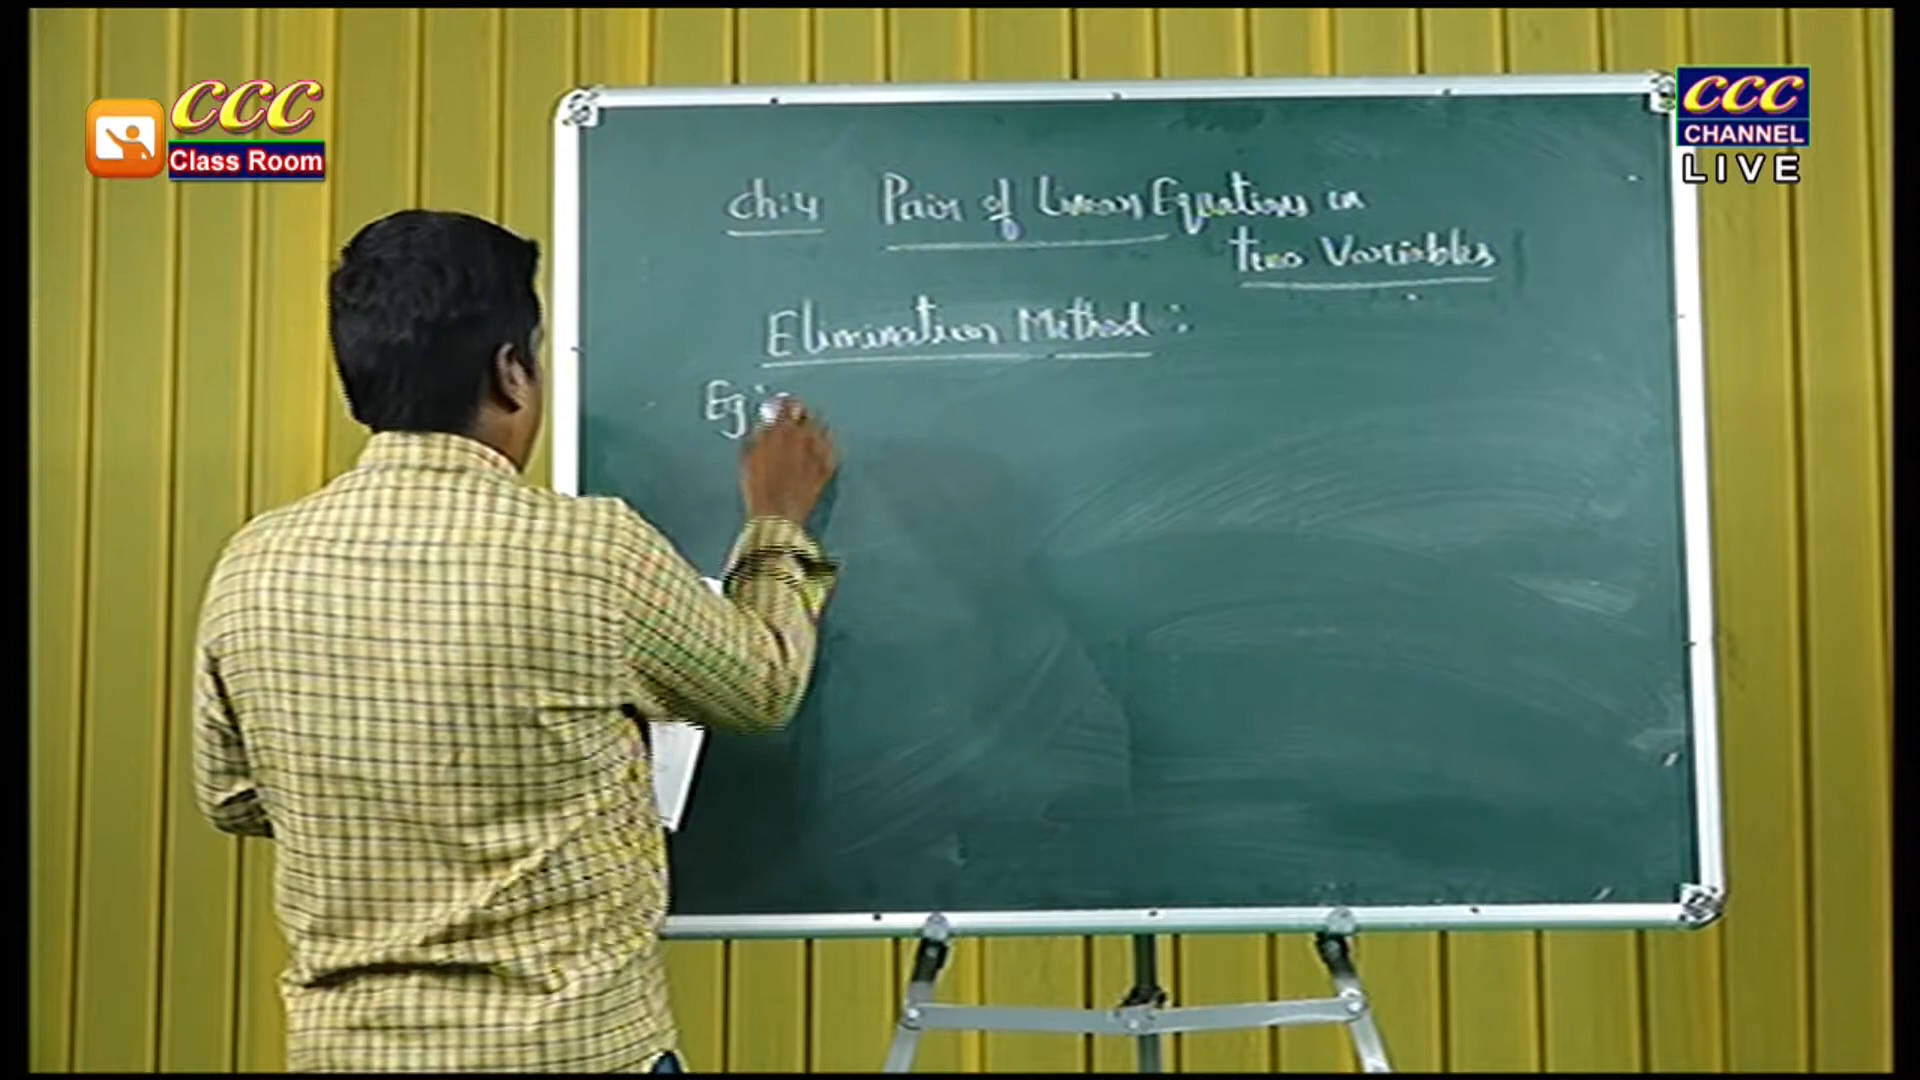 CCC
Class Room
CCC
CHANNEL
LIVE
Ch:4 Pair of Linear Equations in
two Variables
Elimination Method :
Eg: